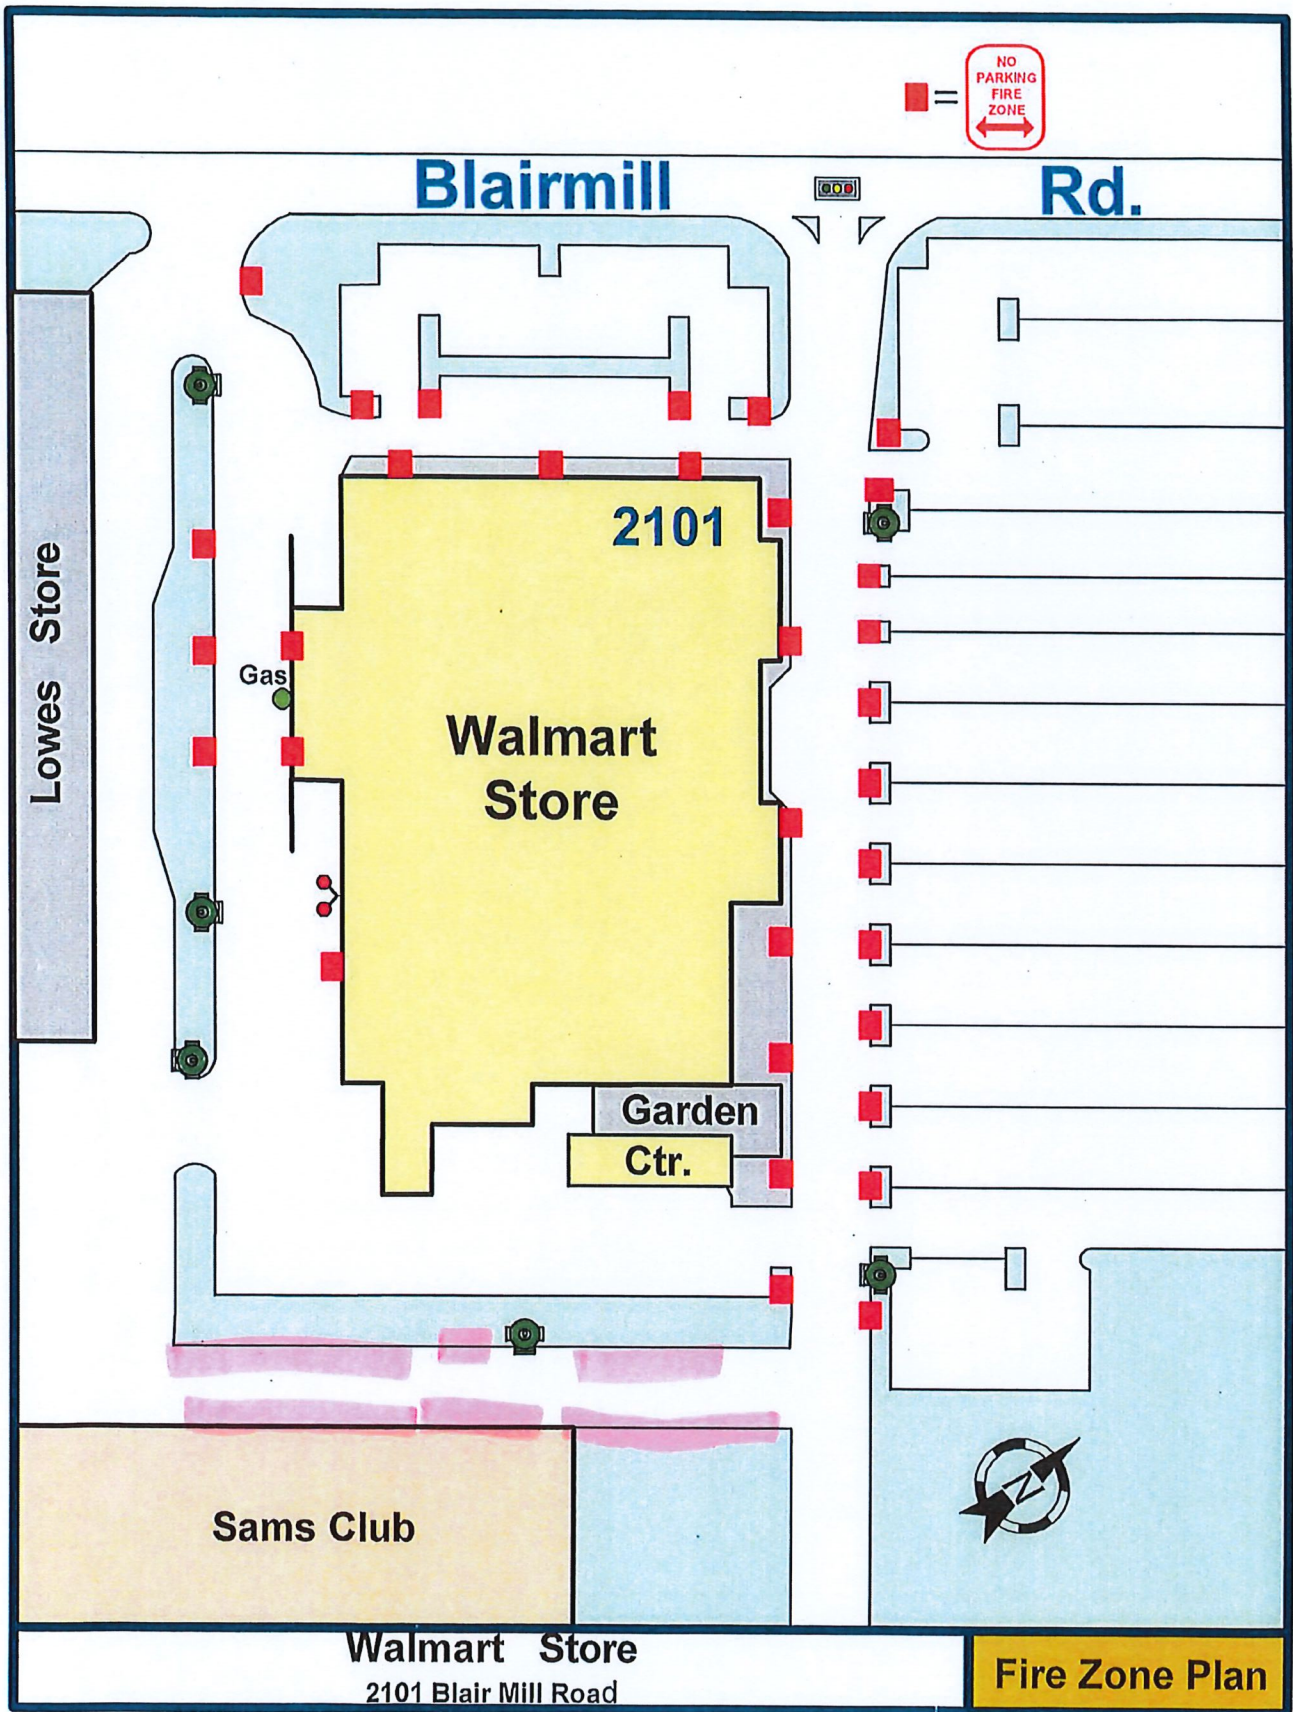 NO
PARKING
FIRE
ZONE
=
Blairmill Rd.
2101
Lowes Store
Gas
Walmart
Store
Garden
Ctr.
N
Sams Club
Walmart Store
2101 Blair Mill Road
Fire Zone Plan